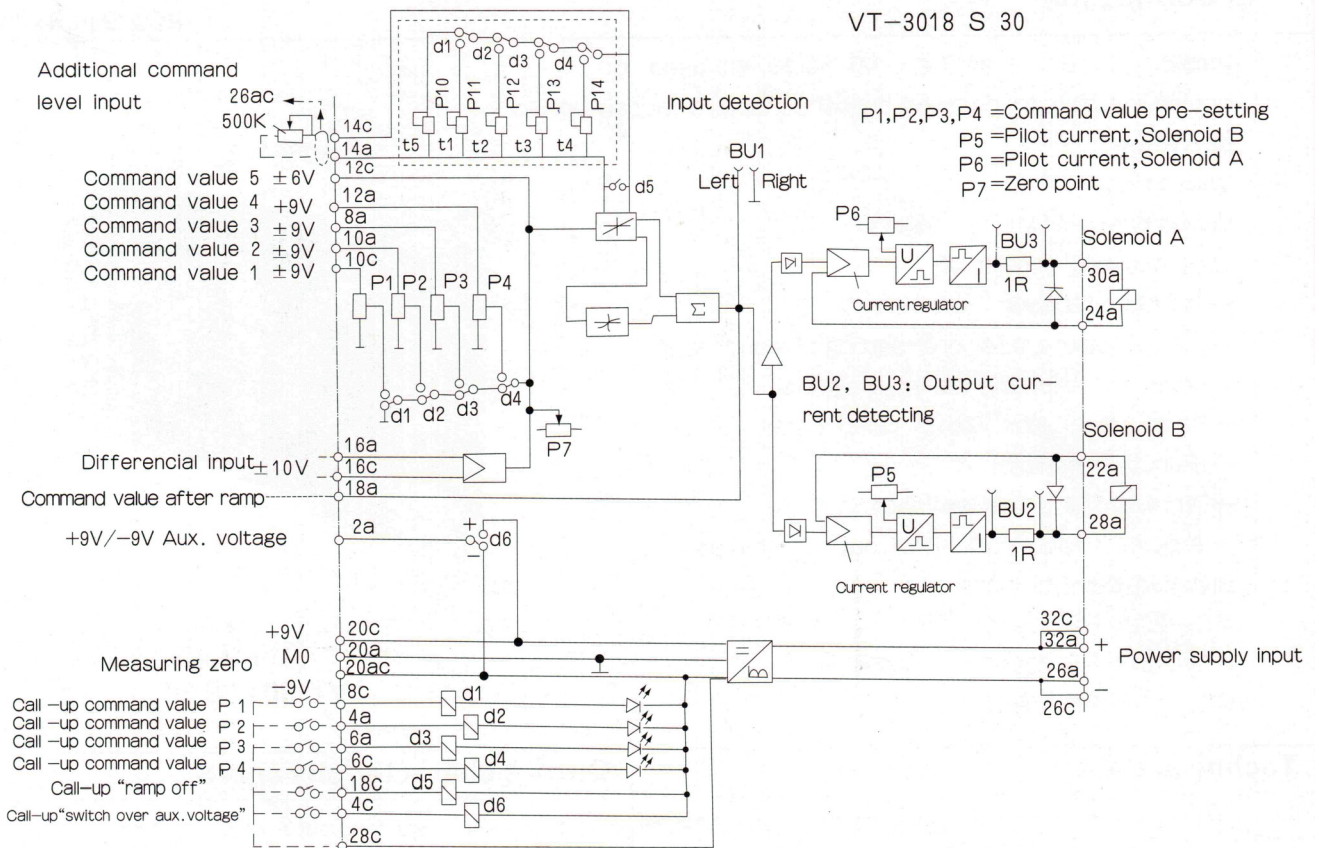 VT-3018 S 30
Additional command
level input
26ac
500K
14c
14a
12c
12a
8a
10a
10c
Command value 5 ±6V
Command value 4 +9V
Command value 3 ±9V
Command value 2 ±9V
Command value 1 ±9V
d1
d2
d3
d4
P10
P11
P12
P13
P14
t5
t1
t2
t3
t4
d5
Input detection
BU1
Left
Right
P1,P2,P3,P4 =Command value pre-setting
P5 =Pilot current,Solenoid B
P6 =Pilot current,Solenoid A
P7 =Zero point
P1
P2
P3
P4
d1
d2
d3
d4
P7
Σ
P6
U
I
BU3
1R
Current regulator
Solenoid A
30a
24a
BU2, BU3: Output cur-
rent detecting
Solenoid B
22a
28a
P5
U
I
BU2
1R
Current regulator
Differencial input ±10V
16a
16c
Command value after ramp
18a
+9V/-9V Aux. voltage
2a
+
-
d6
+9V
20c
Measuring zero M0
20a
20ac
-9V
=
32c
32a
+
Power supply input
26a
-
26c
Call -up command value P 1
8c
d1
Call -up command value P 2
4a
d2
Call -up command value P 3
6a
d3
Call -up command value P 4
6c
d4
Call-up "ramp off"
18c
d5
Call-up"switch over aux.voltage"
4c
d6
28c